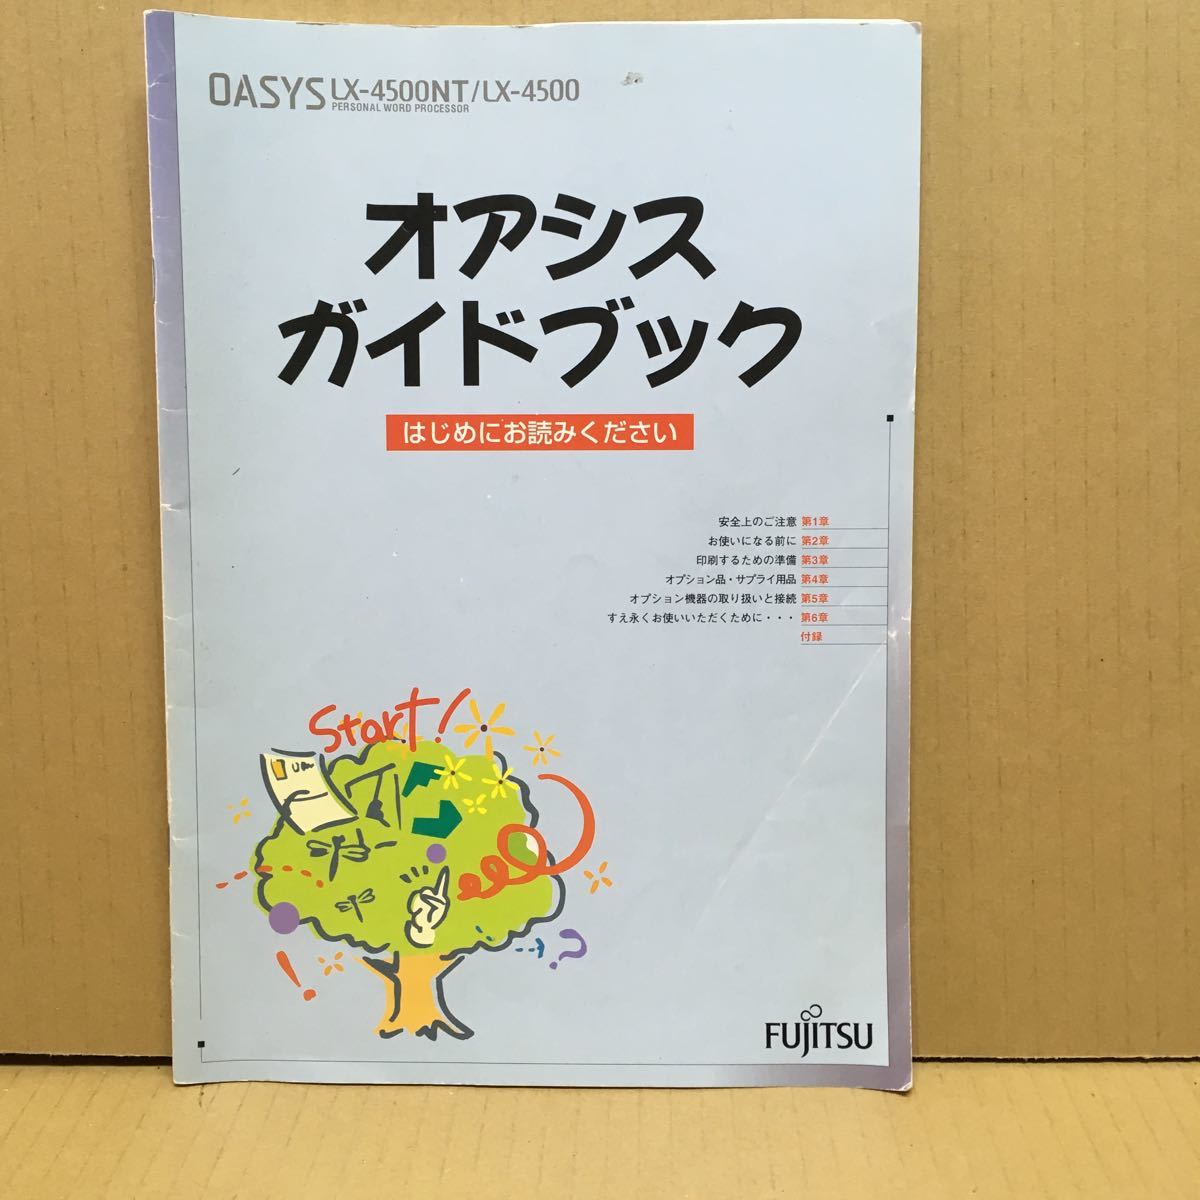 OASYS LX-4500NT/LX-4500
PERSONAL WORD PROCESSOR
オアシス
ガイドブック
はじめにお読みください
安全上のご注意 第1章
お使いになる前に 第2章
印刷するための準備 第3章
オプション品・サプライ用品 第4章
オプション機器の取り扱いと接続 第5章
すえ永くお使いいただくために・・・ 第6章
付録
Start!
!
?
FUJITSU